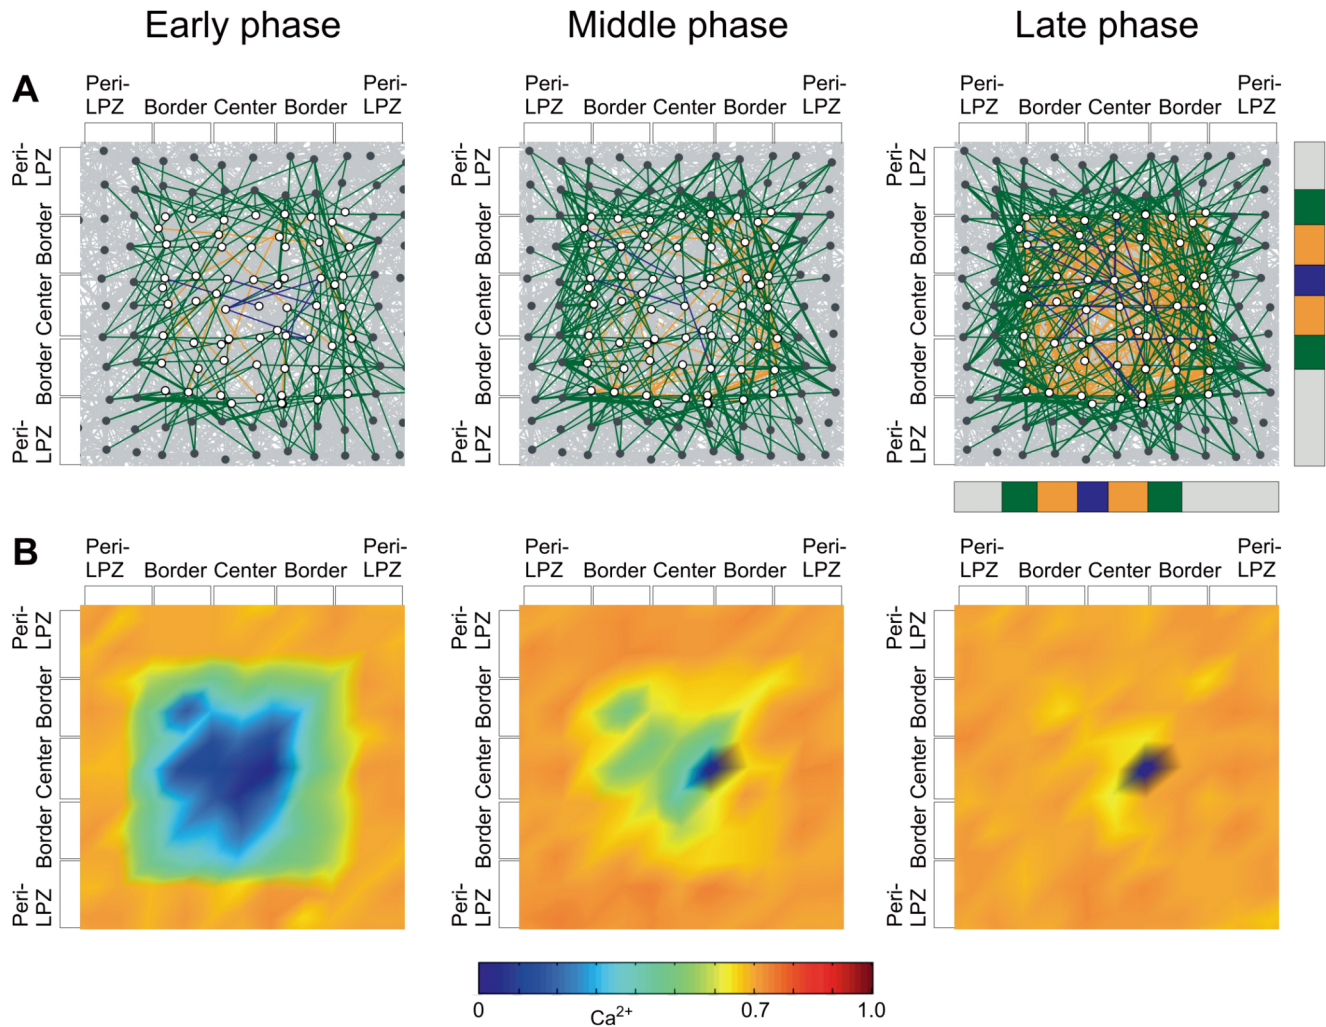 Early phase
Middle phase
Late phase
A
Peri-
LPZ Border Center Border
Peri-
LPZ
Peri-
LPZ Border Center Border
Peri-
LPZ
Peri-
LPZ Border Center Border
Peri-
LPZ
Peri-
LPZ
Border
Center
Border
Peri-
LPZ
Peri-
LPZ
Border
Center
Border
Peri-
LPZ
Peri-
LPZ
Border
Center
Border
Peri-
LPZ
B
Peri-
LPZ Border Center Border
Peri-
LPZ
Peri-
LPZ Border Center Border
Peri-
LPZ
Peri-
LPZ Border Center Border
Peri-
LPZ
Peri-
LPZ
Border
Center
Border
Peri-
LPZ
Peri-
LPZ
Border
Center
Border
Peri-
LPZ
Peri-
LPZ
Border
Center
Border
Peri-
LPZ
0 Ca²⁺ 0.7 1.0